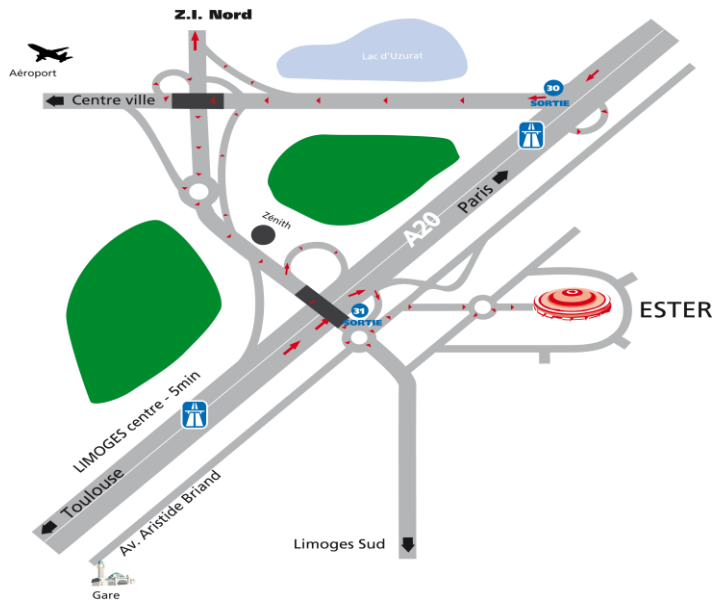 Z.I. Nord
Lac d'Uzurat
Aéroport
Centre ville
30
SORTIE
Paris
Zénith
A20
31
SORTIE
ESTER
LIMOGES centre - 5min
Toulouse
Av. Aristide Briand
Limoges Sud
Gare